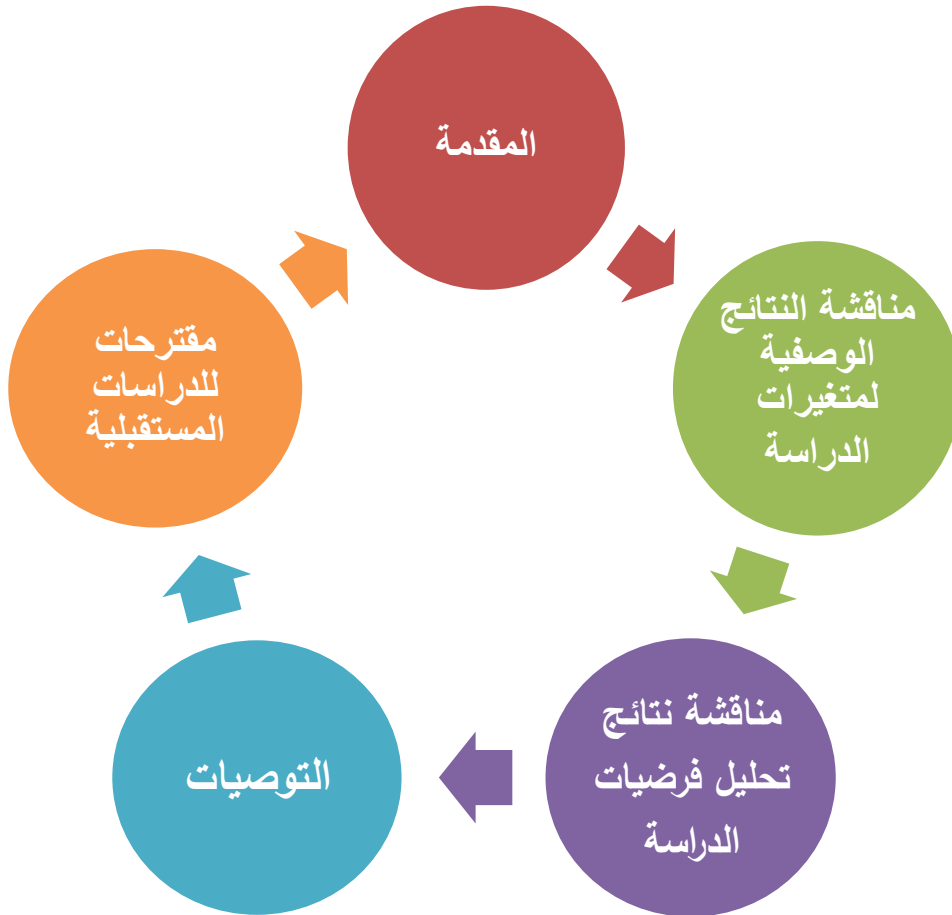 المقدمة
مناقشة النتائج
الوصفية
لمتغيرات
الدراسة
مناقشة نتائج
تحليل فرضيات
الدراسة
التوصيات
مقترحات
للدراسات
المستقبلية